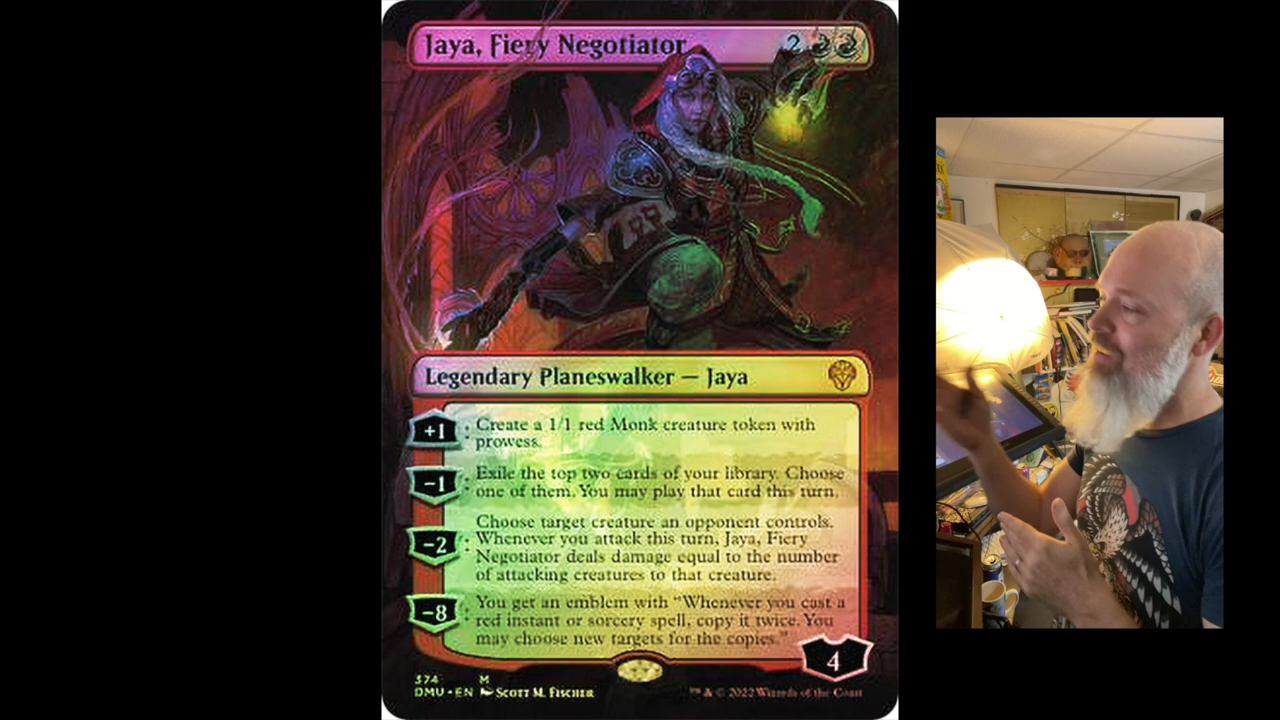 Jaya, Fiery Negotiator 2
Legendary Planeswalker — Jaya
+1 : Create a 1/1 red Monk creature token with
prowess.
−1 : Exile the top two cards of your library. Choose
one of them. You may play that card this turn.
Choose target creature an opponent controls.
−2 : Whenever you attack this turn, Jaya, Fiery
Negotiator deals damage equal to the number
of attacking creatures to that creature.
−8 : You get an emblem with “Whenever you cast a
red instant or sorcery spell, copy it twice. You
may choose new targets for the copies.”
4
374 M
DMU • EN SCOTT M. FISCHER ™ & © 2022 Wizards of the Coast